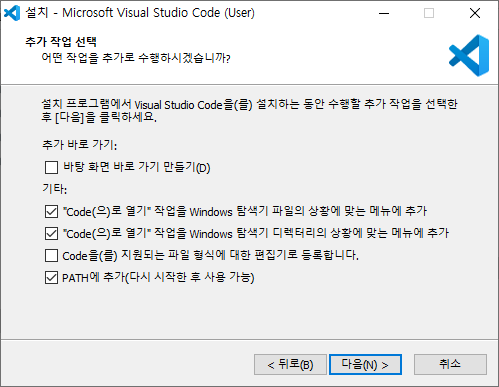 설치 - Microsoft Visual Studio Code (User)
추가 작업 선택
어떤 작업을 추가로 수행하시겠습니까?
설치 프로그램에서 Visual Studio Code을(를) 설치하는 동안 수행할 추가 작업을 선택한
후 [다음]을 클릭하세요.
추가 바로 가기:
바탕 화면 바로 가기 만들기(D)
기타:
"Code(으)로 열기" 작업을 Windows 탐색기 파일의 상황에 맞는 메뉴에 추가
"Code(으)로 열기" 작업을 Windows 탐색기 디렉터리의 상황에 맞는 메뉴에 추가
Code을(를) 지원되는 파일 형식에 대한 편집기로 등록합니다.
PATH에 추가(다시 시작한 후 사용 가능)
< 뒤로(B)
다음(N) >
취소